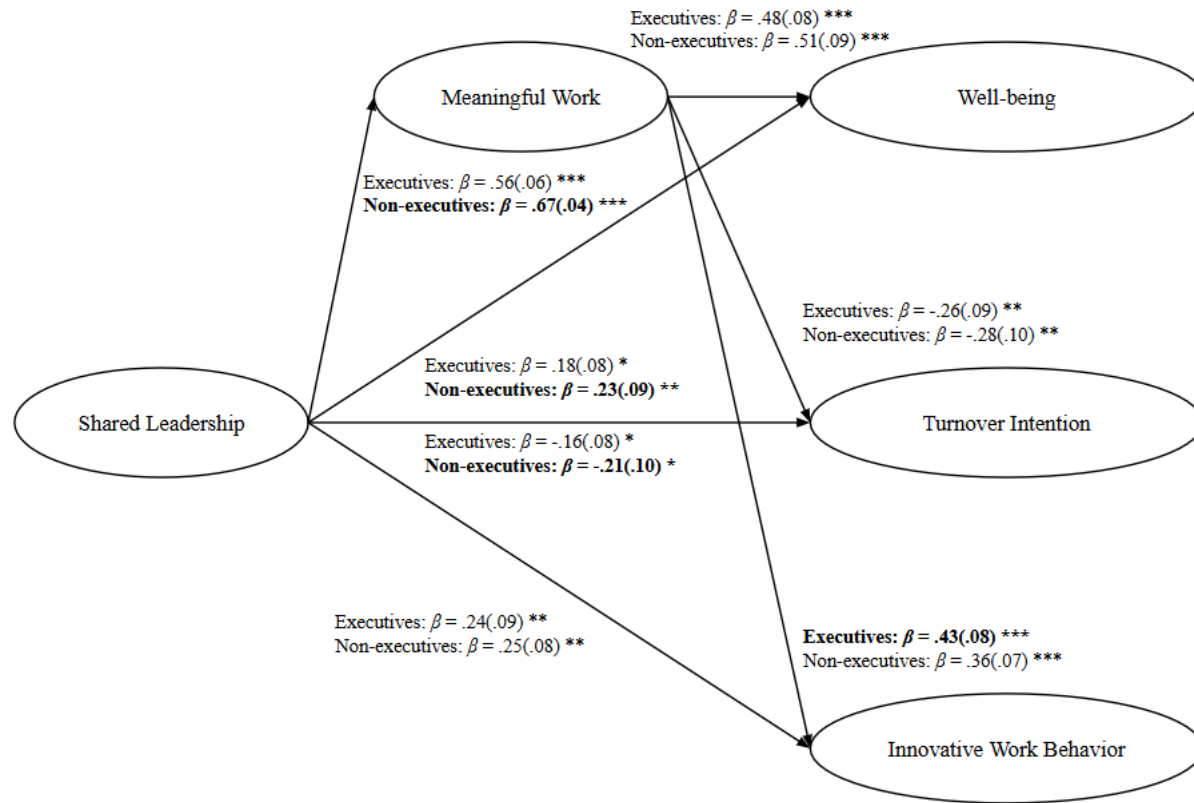 Executives: β = .48(.08) ***
Non-executives: β = .51(.09) ***
Meaningful Work
Well-being
Executives: β = .56(.06) ***
Non-executives: β = .67(.04) ***
Executives: β = -.26(.09) **
Non-executives: β = -.28(.10) **
Executives: β = .18(.08) *
Non-executives: β = .23(.09) **
Shared Leadership
Turnover Intention
Executives: β = -.16(.08) *
Non-executives: β = -.21(.10) *
Executives: β = .24(.09) **
Non-executives: β = .25(.08) **
Executives: β = .43(.08) ***
Non-executives: β = .36(.07) ***
Innovative Work Behavior